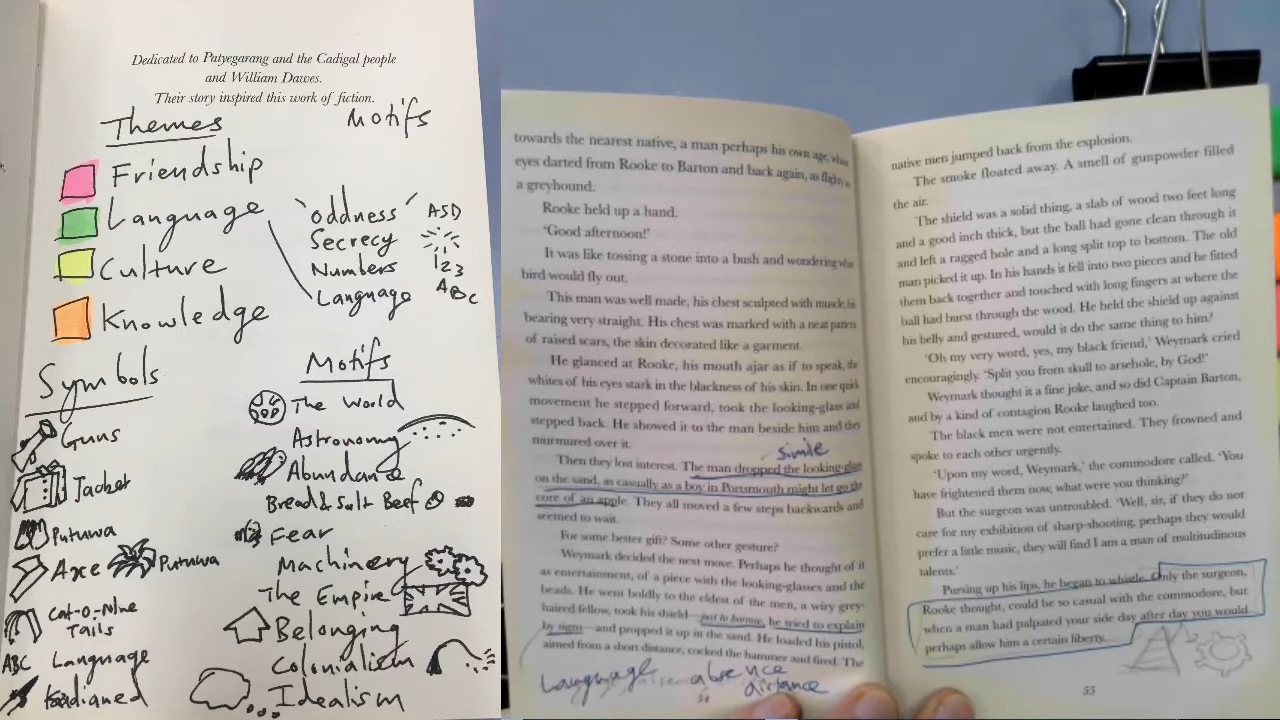 Dedicated to Patyegarang and the Cadigal people
and William Dawes.
Their story inspired this work of fiction.
Themes
Motifs
Friendship
Language
Culture
Knowledge
'oddness' ASD
Secrecy
Numbers 123
Language ABC
Symbols
Guns
Jacket
Putuwa
Axe
Putuwa
Cat-o-Nine
Tails
ABC Language
Kadianed
Motifs
The World
Astronomy
Abundance
Bread & Salt Beef
Fear
Machinery
The Empire
Belonging
Colonialism
Idealism
towards the nearest native, a man perhaps his own age, whose
eyes darted from Rooke to Barton and back again, as flighty as
a greyhound.
Rooke held up a hand.
'Good afternoon!'
It was like tossing a stone into a bush and wondering what
bird would fly out.
This man was well made, his chest sculpted with muscle, his
bearing very straight. His chest was marked with a neat pattern
of raised scars, the skin decorated like a garment.
He glanced at Rooke, his mouth ajar as if to speak, the
whites of his eyes stark in the blackness of his skin. In one quick
movement he stepped forward, took the looking-glass and
stepped back. He showed it to the man beside him and they
murmured over it.
simile
Then they lost interest. The man dropped the looking-glass
on the sand, as casually as a boy in Portsmouth might let go the
core of an apple. They all moved a few steps backwards and
seemed to wait.
For some better gift? Some other gesture?
Weymark decided the next move. Perhaps he thought of it
as entertainment, of a piece with the looking-glasses and the
beads. He went boldly to the eldest of the men, a wiry grey-
haired fellow, took his shield—just to borrow, he tried to explain
by signs—and propped it up in the sand. He loaded his pistol,
aimed from a short distance, cocked the hammer and fired. The
Language absence
distance
54
native men jumped back from the explosion.
The smoke floated away. A smell of gunpowder filled
the air.
The shield was a solid thing, a slab of wood two feet long
and a good inch thick, but the ball had gone clean through it
and left a ragged hole and a long split top to bottom. The old
man picked it up. In his hands it fell into two pieces and he fitted
them back together and touched with long fingers at where the
ball had burst through the wood. He held the shield up against
his belly and gestured, would it do the same thing to him?
'Oh my very word, yes, my black friend,' Weymark cried
encouragingly. 'Split you from skull to arsehole, by God!'
Weymark thought it a fine joke, and so did Captain Barton,
and by a kind of contagion Rooke laughed too.
The black men were not entertained. They frowned and
spoke to each other urgently.
'Upon my word, Weymark,' the commodore called. 'You
have frightened them now, what were you thinking?'
But the surgeon was untroubled. 'Well, sir, if they do not
care for my exhibition of sharp-shooting, perhaps they would
prefer a little music, they will find I am a man of multitudinous
talents.'
Pursing up his lips, he began to whistle. Only the surgeon,
Rooke thought, could be so casual with the commodore, but
when a man had palpated your side day after day you would
perhaps allow him a certain liberty.
55